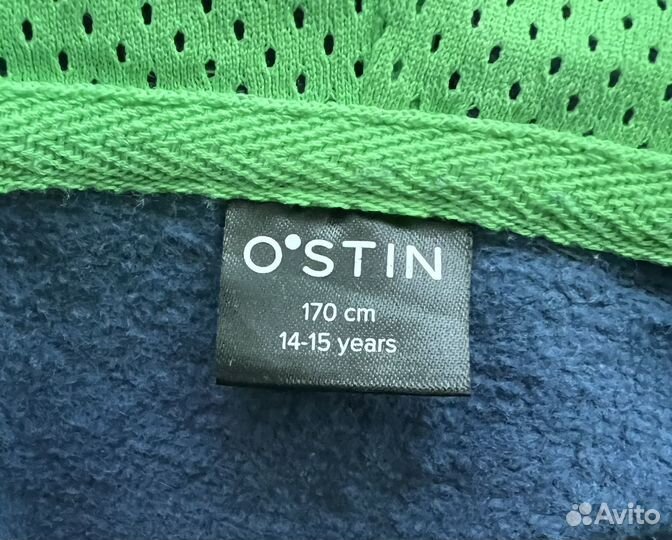 O'STIN
170 cm
14-15 years
Avito